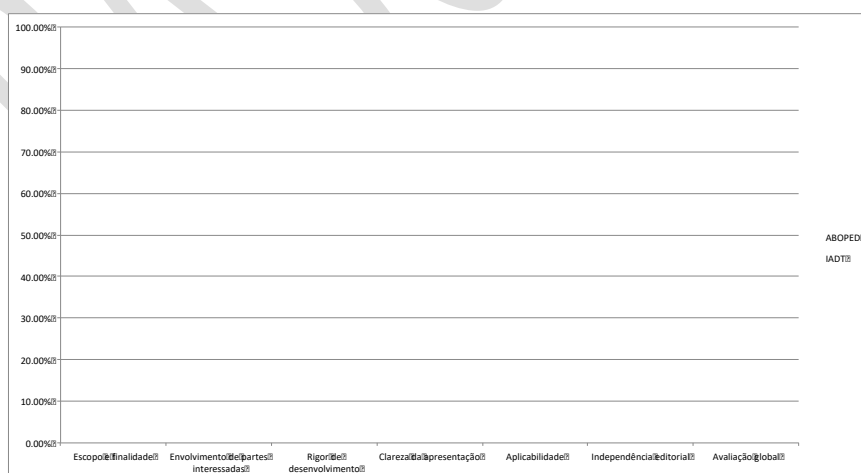 100.00%
90.00%
80.00%
70.00%
60.00%
50.00%
40.00%
30.00%
20.00%
10.00%
0.00%
Escopo e finalidade
Envolvimento de partes
interessadas
Rigor de
desenvolvimento
Clareza da apresentação
Aplicabilidade
Independência editorial
Avaliação global
ABOPED
IADT